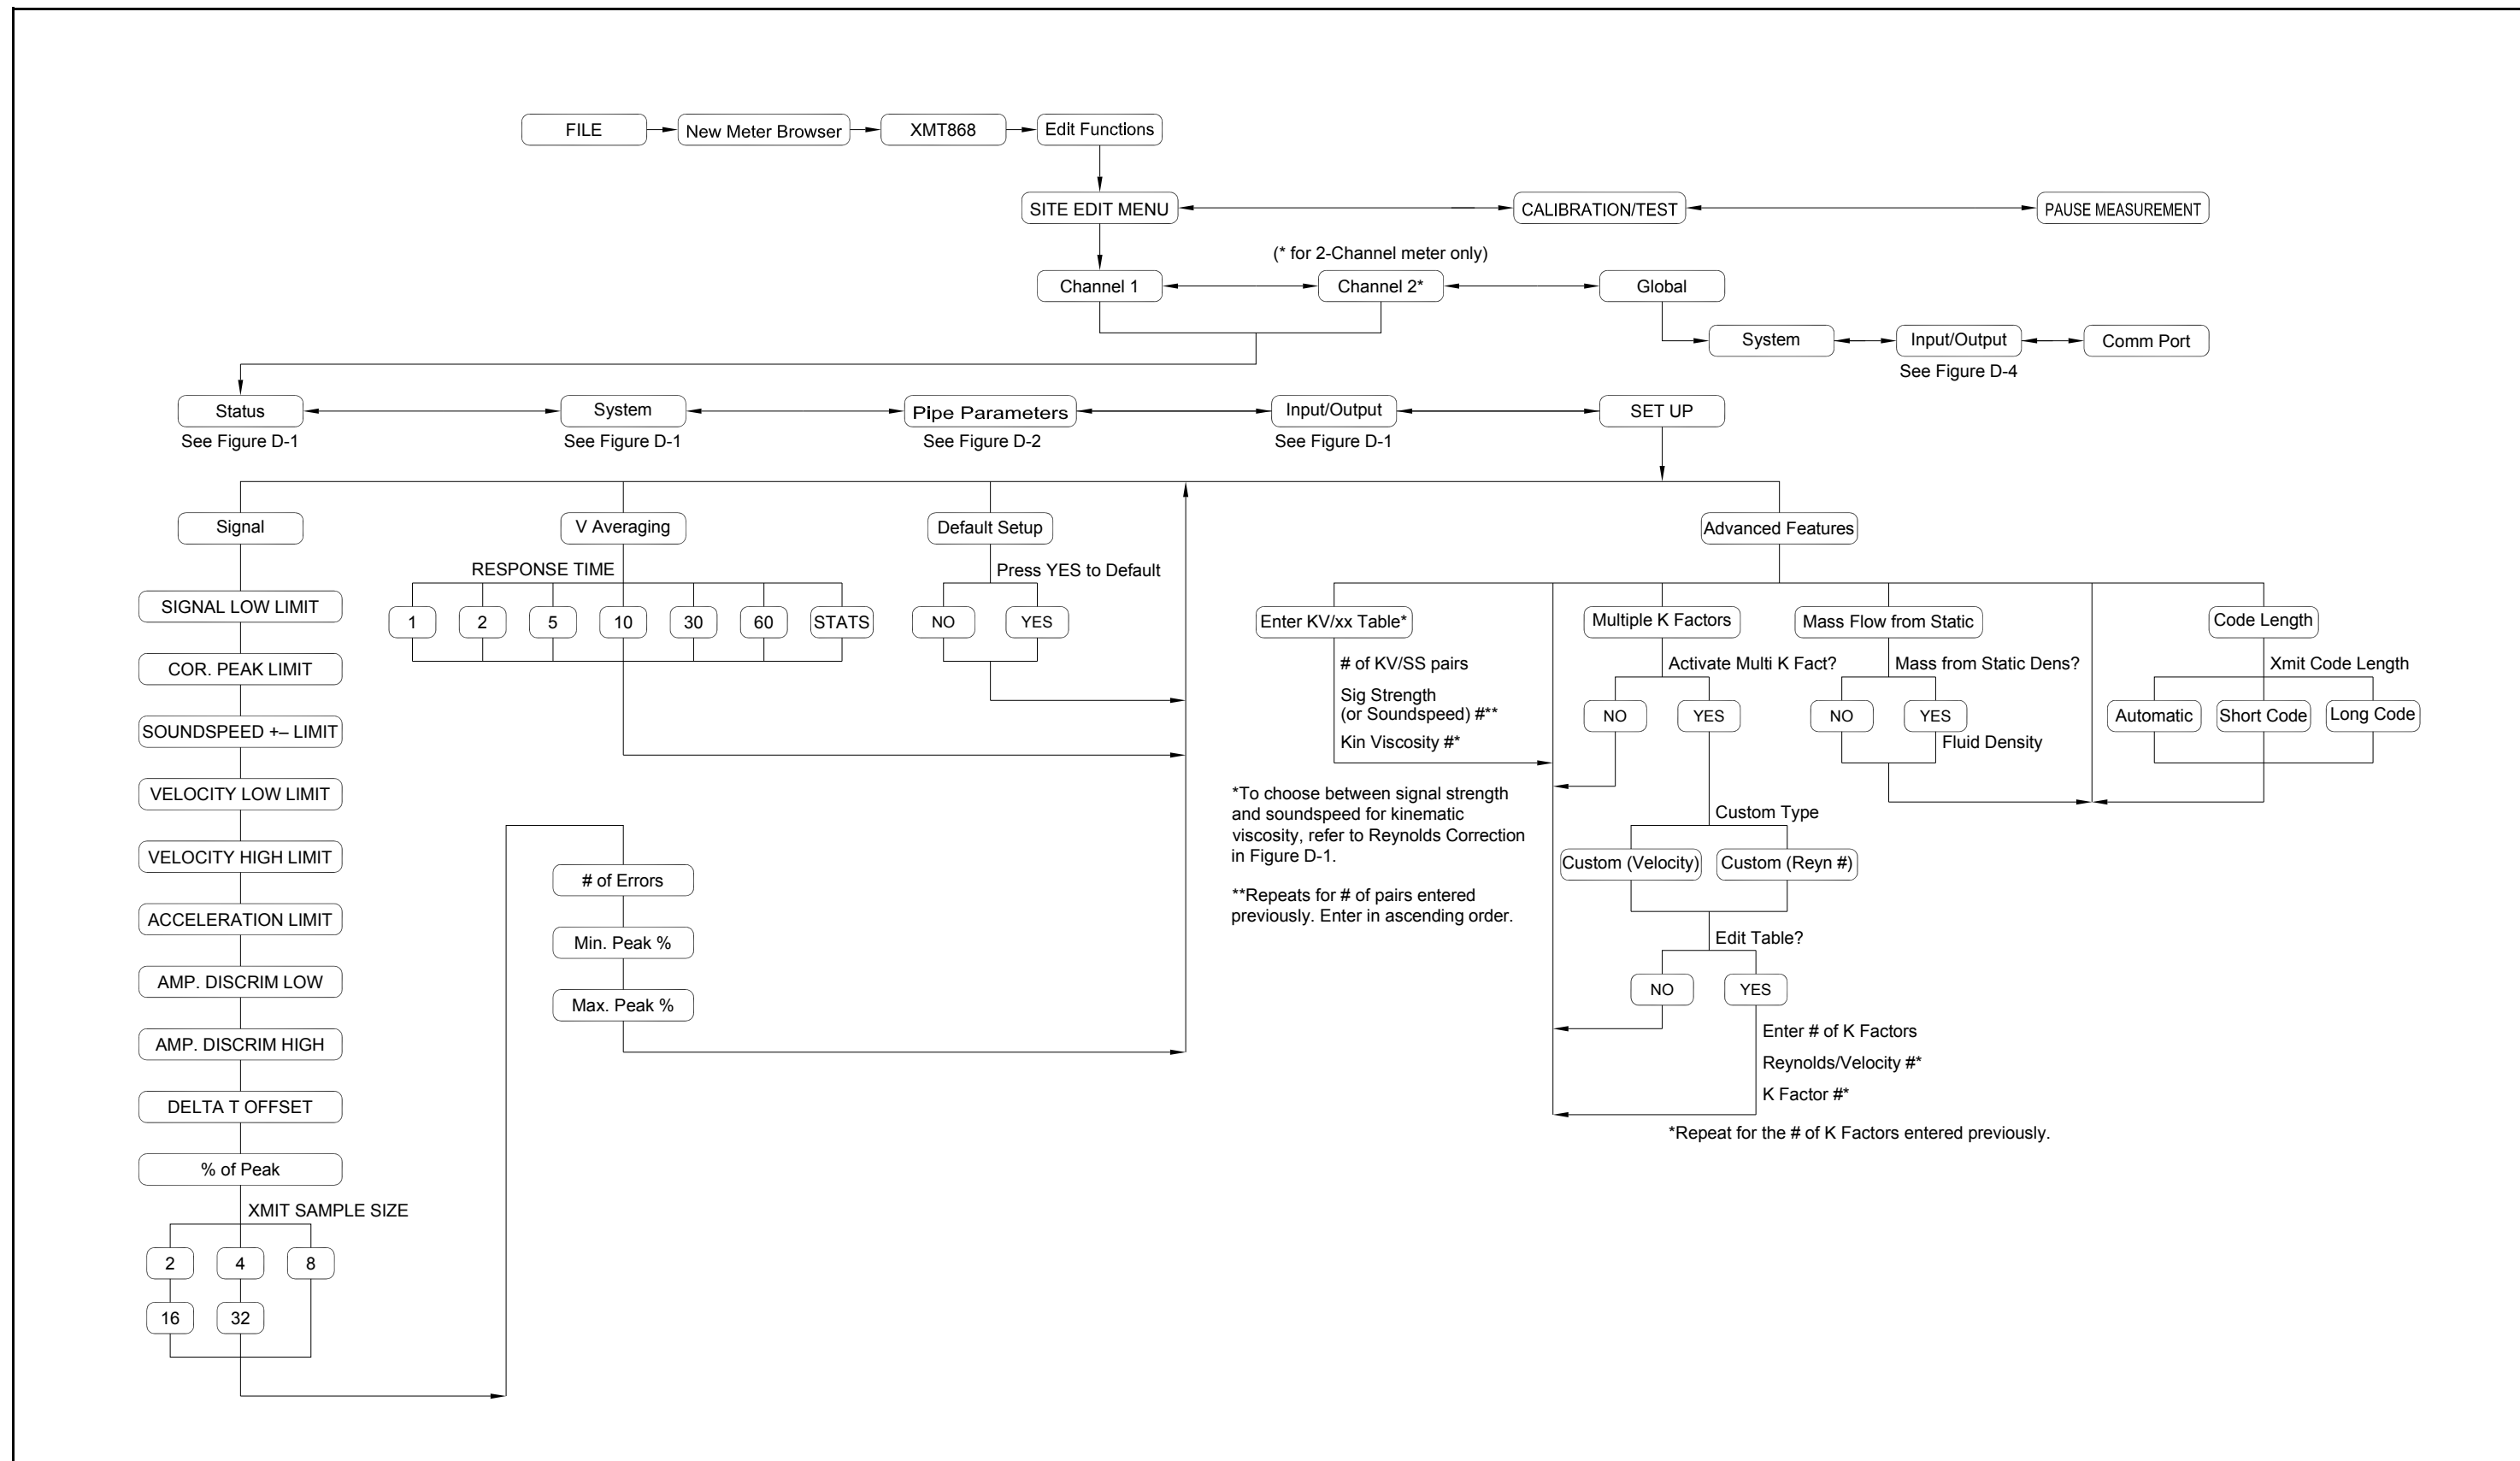 FILE
New Meter Browser
XMT868
Edit Functions
SITE EDIT MENU
CALIBRATION/TEST
PAUSE MEASUREMENT
(* for 2-Channel meter only)
Channel 1
Channel 2*
Global
System
Input/Output
Comm Port
See Figure D-4
Status
System
Pipe Parameters
Input/Output
SET UP
See Figure D-1
See Figure D-1
See Figure D-2
See Figure D-1
Signal
V Averaging
Default Setup
Advanced Features
SIGNAL LOW LIMIT
COR. PEAK LIMIT
SOUNDSPEED +– LIMIT
VELOCITY LOW LIMIT
VELOCITY HIGH LIMIT
ACCELERATION LIMIT
AMP. DISCRIM LOW
AMP. DISCRIM HIGH
DELTA T OFFSET
% of Peak
XMIT SAMPLE SIZE
2
4
8
16
32
RESPONSE TIME
1
2
5
10
30
60
STATS
# of Errors
Min. Peak %
Max. Peak %
Press YES to Default
NO
YES
Enter KV/xx Table*
# of KV/SS pairs
Sig Strength
(or Soundspeed) #**
Kin Viscosity #*
*To choose between signal strength
and soundspeed for kinematic
viscosity, refer to Reynolds Correction
in Figure D-1.
**Repeats for # of pairs entered
previously. Enter in ascending order.
Multiple K Factors
Activate Multi K Fact?
NO
YES
Custom Type
Custom (Velocity)
Custom (Reyn #)
Edit Table?
NO
YES
Enter # of K Factors
Reynolds/Velocity #*
K Factor #*
*Repeat for the # of K Factors entered previously.
Mass Flow from Static
Mass from Static Dens?
NO
YES
Fluid Density
Code Length
Xmit Code Length
Automatic
Short Code
Long Code